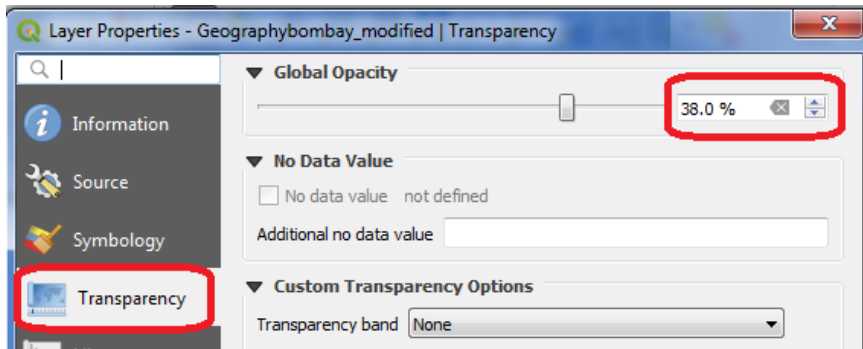 Layer Properties - Geographybombay_modified | Transparency
X
Global Opacity
38.0 %
Information
No Data Value
Source
No data value not defined
Symbology
Additional no data value
Transparency
Custom Transparency Options
Transparency band None